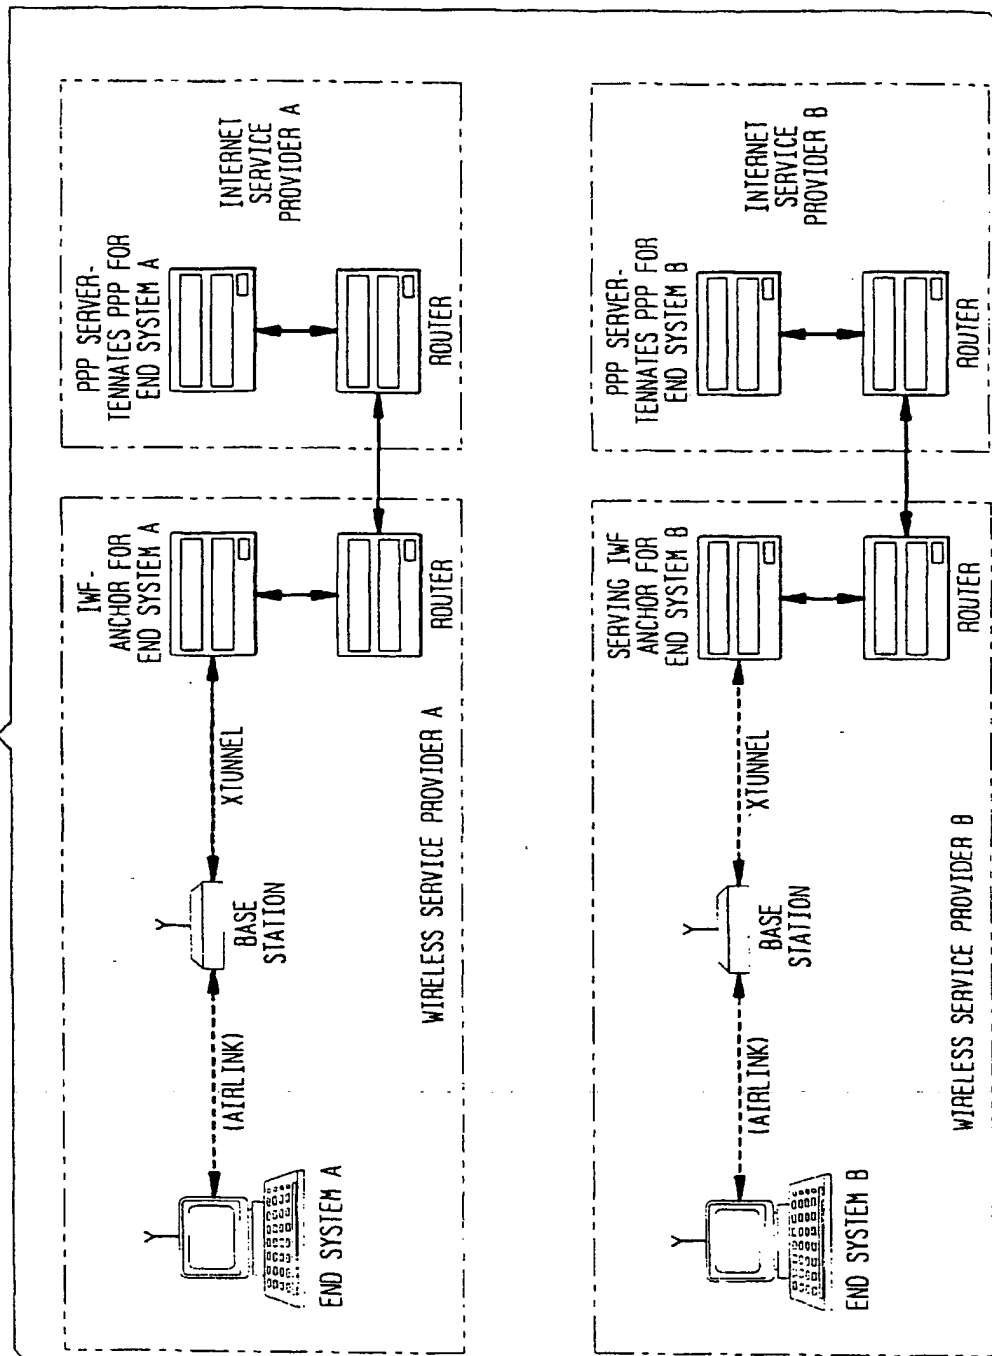 PPP SERVER-
TENNATES PPP FOR
END SYSTEM A
INTERNET
SERVICE
PROVIDER A
ROUTER
IWF-
ANCHOR FOR
END SYSTEM A
ROUTER
XTUNNEL
BASE
STATION
(AIRLINK)
END SYSTEM A
WIRELESS SERVICE PROVIDER A
PPP SERVER-
TENNATES PPP FOR
END SYSTEM B
INTERNET
SERVICE
PROVIDER B
ROUTER
SERVING IWF
ANCHOR FOR
END SYSTEM B
ROUTER
XTUNNEL
BASE
STATION
(AIRLINK)
END SYSTEM B
WIRELESS SERVICE PROVIDER B